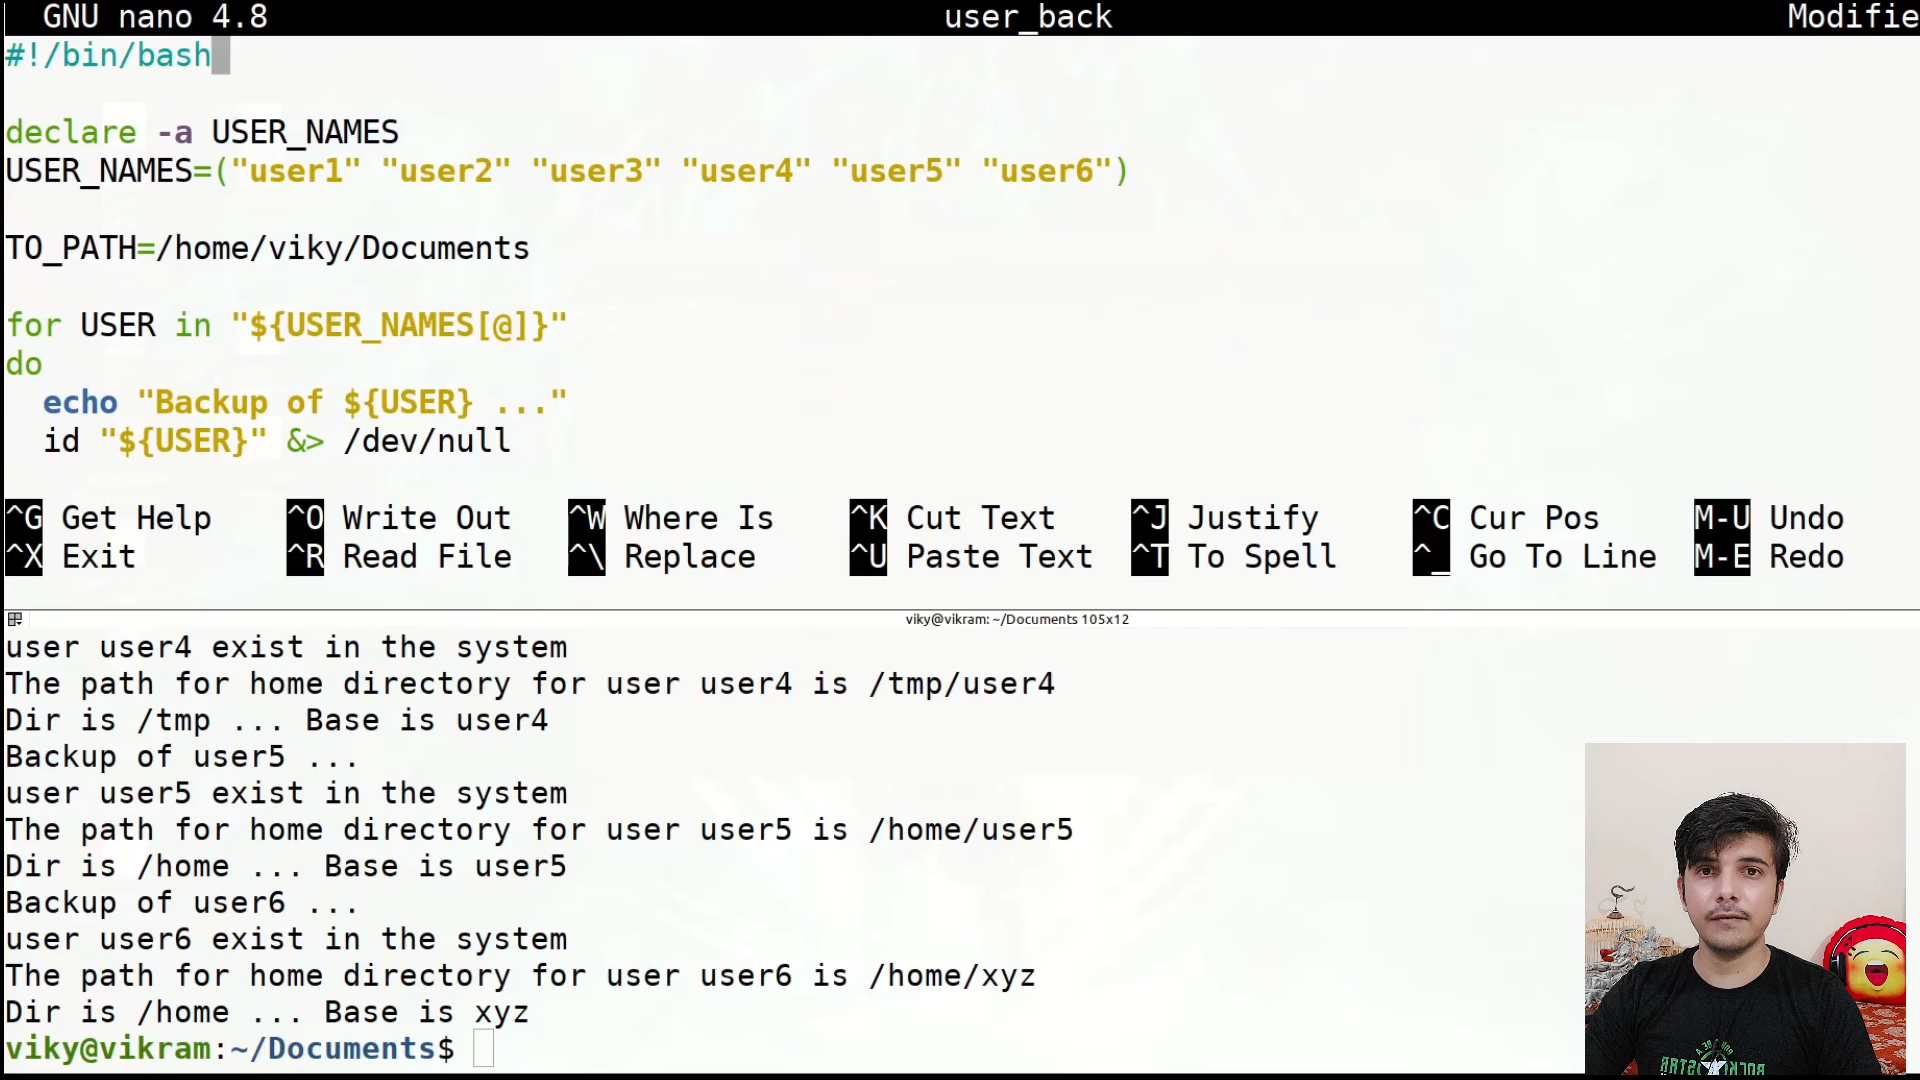 GNU nano 4.8 user_back Modifie
#!/bin/bash
declare -a USER_NAMES
USER_NAMES=("user1" "user2" "user3" "user4" "user5" "user6")
TO_PATH=/home/viky/Documents
for USER in "${USER_NAMES[@]}"
do
  echo "Backup of ${USER} ..."
  id "${USER}" &> /dev/null
^G Get Help ^O Write Out ^W Where Is ^K Cut Text ^J Justify ^C Cur Pos M-U Undo
^X Exit ^R Read File ^\ Replace ^U Paste Text ^T To Spell ^_ Go To Line M-E Redo
viky@vikram: ~/Documents 105x12
user user4 exist in the system
The path for home directory for user user4 is /tmp/user4
Dir is /tmp ... Base is user4
Backup of user5 ...
user user5 exist in the system
The path for home directory for user user5 is /home/user5
Dir is /home ... Base is user5
Backup of user6 ...
user user6 exist in the system
The path for home directory for user user6 is /home/xyz
Dir is /home ... Base is xyz
viky@vikram:~/Documents$